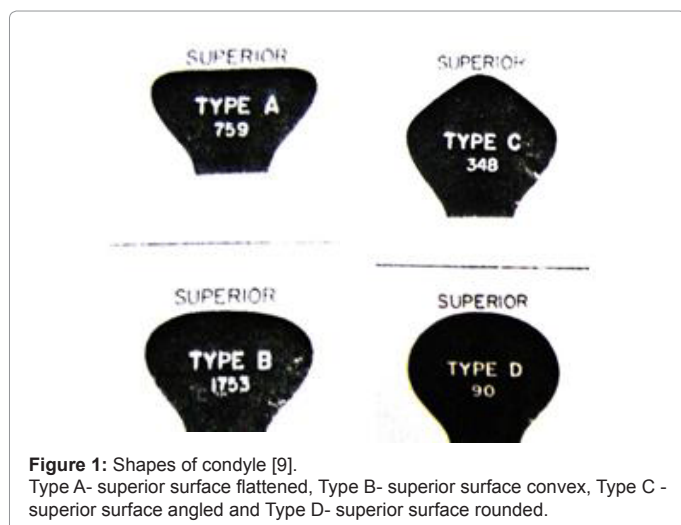 SUPERIOR
TYPE A
759
SUPERIOR
TYPE C
348
SUPERIOR
TYPE B
1753
SUPERIOR
TYPE D
90
Figure 1: Shapes of condyle [9].
Type A- superior surface flattened, Type B- superior surface convex, Type C -
superior surface angled and Type D- superior surface rounded.